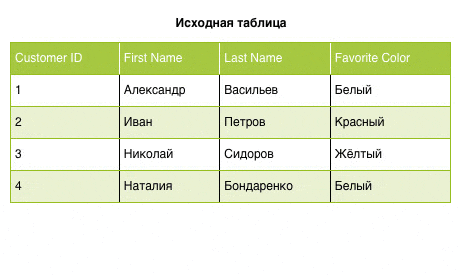 Исходная таблица
Customer ID First Name Last Name Favorite Color
1 Александр Васильев Белый
2 Иван Петров Красный
3 Николай Сидоров Жёлтый
4 Наталия Бондаренко Белый